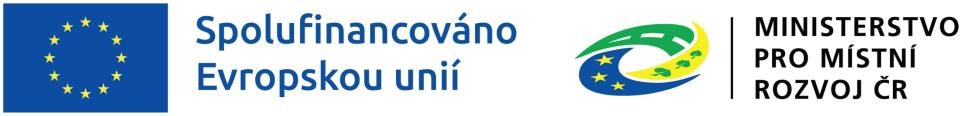 Spolufinancováno
Evropskou unií
MINISTERSTVO
PRO MÍSTNÍ
ROZVOJ ČR